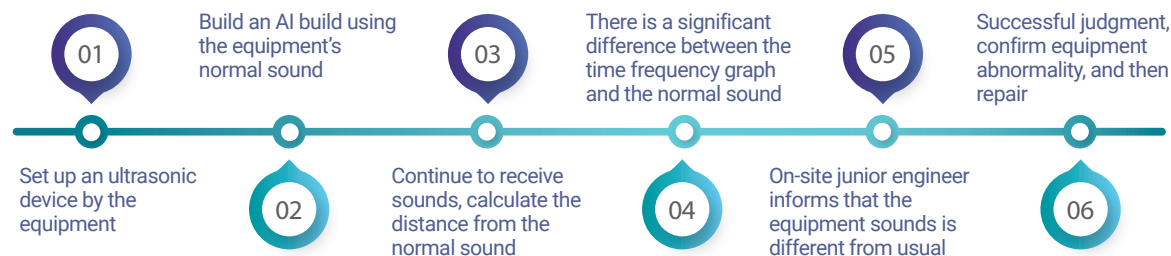 01
Set up an ultrasonic
device by the
equipment
Build an AI build using
the equipment's
normal sound
02
03
Continue to receive
sounds, calculate the
distance from the
normal sound
There is a significant
difference between the
time frequency graph
and the normal sound
04
05
On-site junior engineer
informs that the
equipment sounds is
different from usual
Successful judgment,
confirm equipment
abnormality, and then
repair
06